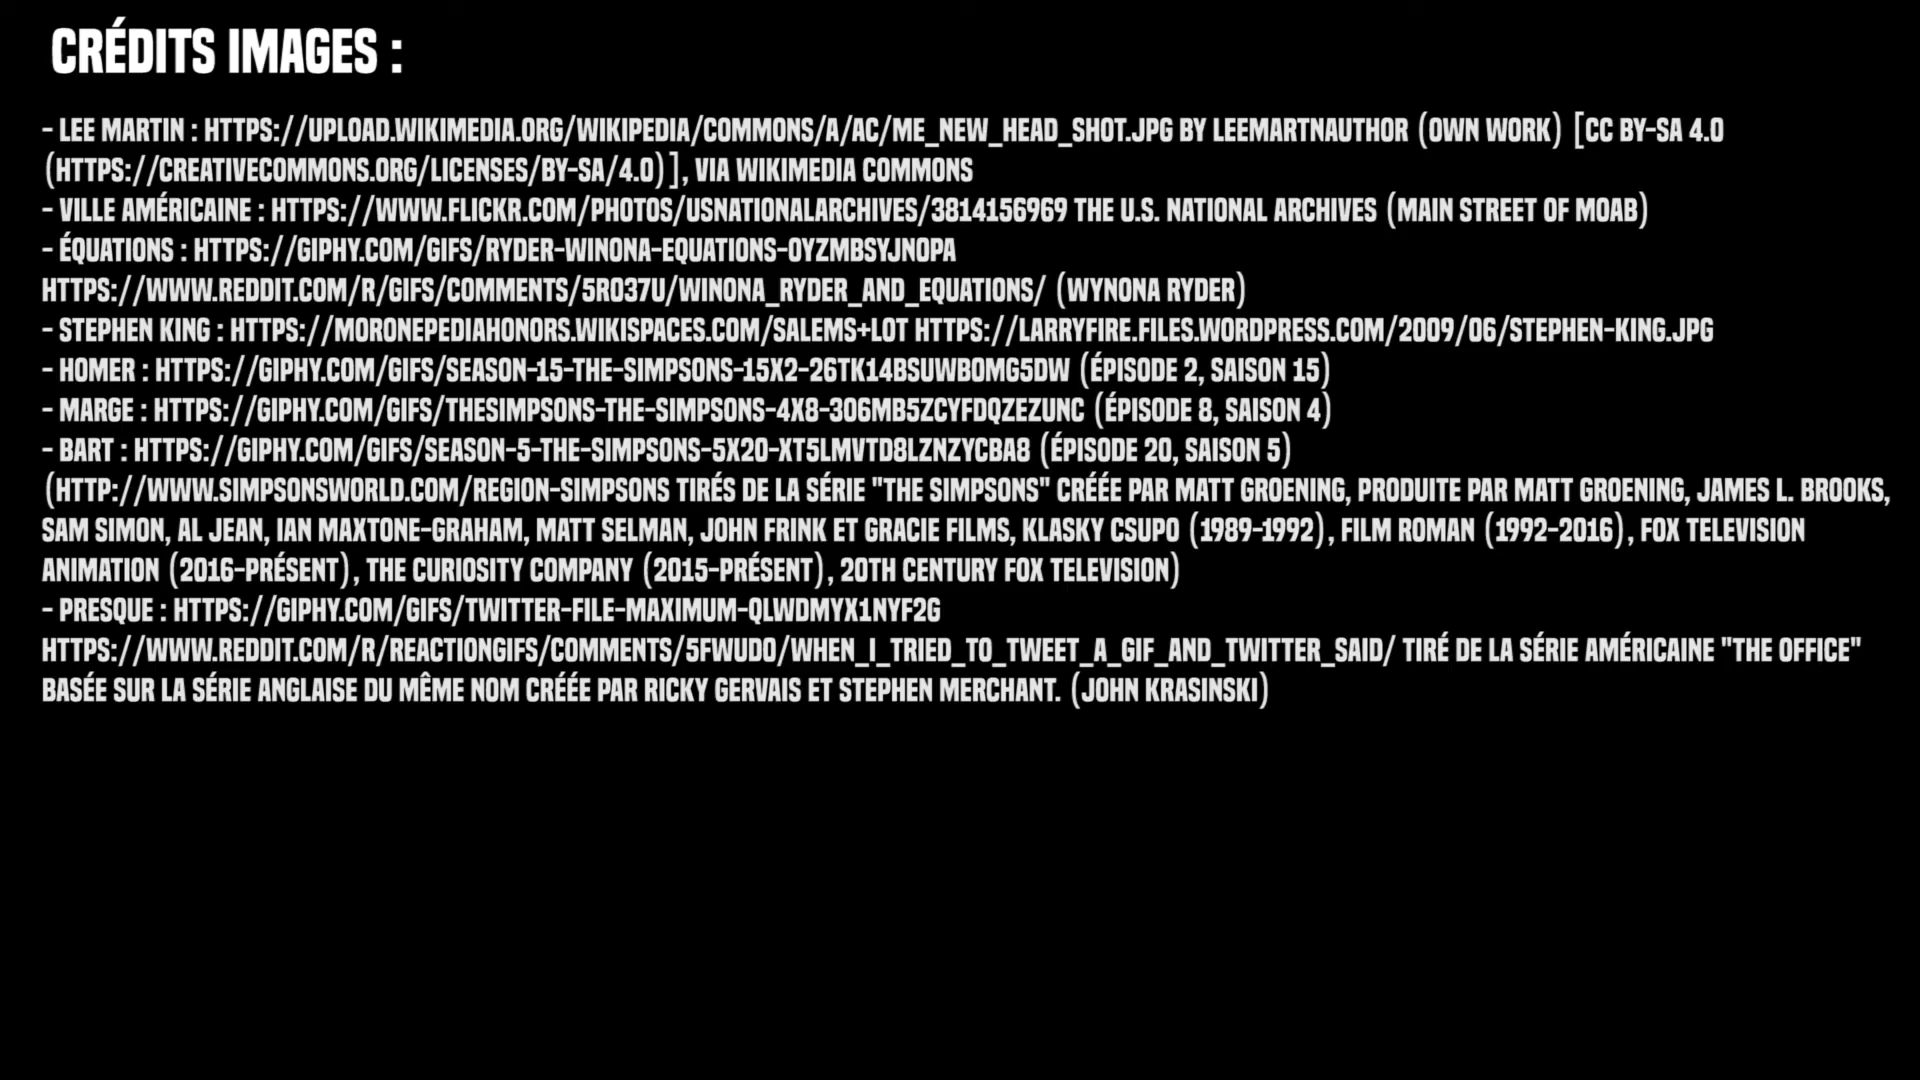 CRÉDITS IMAGES :
- LEE MARTIN : HTTPS://UPLOAD.WIKIMEDIA.ORG/WIKIPEDIA/COMMONS/A/AC/ME_NEW_HEAD_SHOT.JPG BY LEEMARTNAUTHOR (OWN WORK) [CC BY-SA 4.0
(HTTPS://CREATIVECOMMONS.ORG/LICENSES/BY-SA/4.0)], VIA WIKIMEDIA COMMONS
- VILLE AMÉRICAINE : HTTPS://WWW.FLICKR.COM/PHOTOS/USNATIONALARCHIVES/3814156969 THE U.S. NATIONAL ARCHIVES (MAIN STREET OF MOAB)
- ÉQUATIONS : HTTPS://GIPHY.COM/GIFS/RYDER-WINONA-EQUATIONS-0YZMBSYJNOPA
HTTPS://WWW.REDDIT.COM/R/GIFS/COMMENTS/5RO37U/WINONA_RYDER_AND_EQUATIONS/ (WYNONA RYDER)
- STEPHEN KING : HTTPS://MORONEPEDIAHONORS.WIKISPACES.COM/SALEMS+LOT HTTPS://LARRYFIRE.FILES.WORDPRESS.COM/2009/06/STEPHEN-KING.JPG
- HOMER : HTTPS://GIPHY.COM/GIFS/SEASON-15-THE-SIMPSONS-15X2-26TK14BSUWBOMG5DW (ÉPISODE 2, SAISON 15)
- MARGE : HTTPS://GIPHY.COM/GIFS/THESIMPSONS-THE-SIMPSONS-4X8-3O6MB5ZCYFDQZEZUNC (ÉPISODE 8, SAISON 4)
- BART : HTTPS://GIPHY.COM/GIFS/SEASON-5-THE-SIMPSONS-5X20-XT5LMVTD8LZNZYCBA8 (ÉPISODE 20, SAISON 5)
(HTTP://WWW.SIMPSONSWORLD.COM/REGION-SIMPSONS TIRÉS DE LA SÉRIE "THE SIMPSONS" CRÉÉE PAR MATT GROENING, PRODUITE PAR MATT GROENING, JAMES L. BROOKS,
SAM SIMON, AL JEAN, IAN MAXTONE-GRAHAM, MATT SELMAN, JOHN FRINK ET GRACIE FILMS, KLASKY CSUPO (1989-1992), FILM ROMAN (1992-2016), FOX TELEVISION
ANIMATION (2016-PRÉSENT), THE CURIOSITY COMPANY (2015-PRÉSENT), 20TH CENTURY FOX TELEVISION)
- PRESQUE : HTTPS://GIPHY.COM/GIFS/TWITTER-FILE-MAXIMUM-QLWDMYX1NYF2G
HTTPS://WWW.REDDIT.COM/R/REACTIONGIFS/COMMENTS/5FWUDO/WHEN_I_TRIED_TO_TWEET_A_GIF_AND_TWITTER_SAID/ TIRÉ DE LA SÉRIE AMÉRICAINE "THE OFFICE"
BASÉE SUR LA SÉRIE ANGLAISE DU MÊME NOM CRÉÉE PAR RICKY GERVAIS ET STEPHEN MERCHANT. (JOHN KRASINSKI)